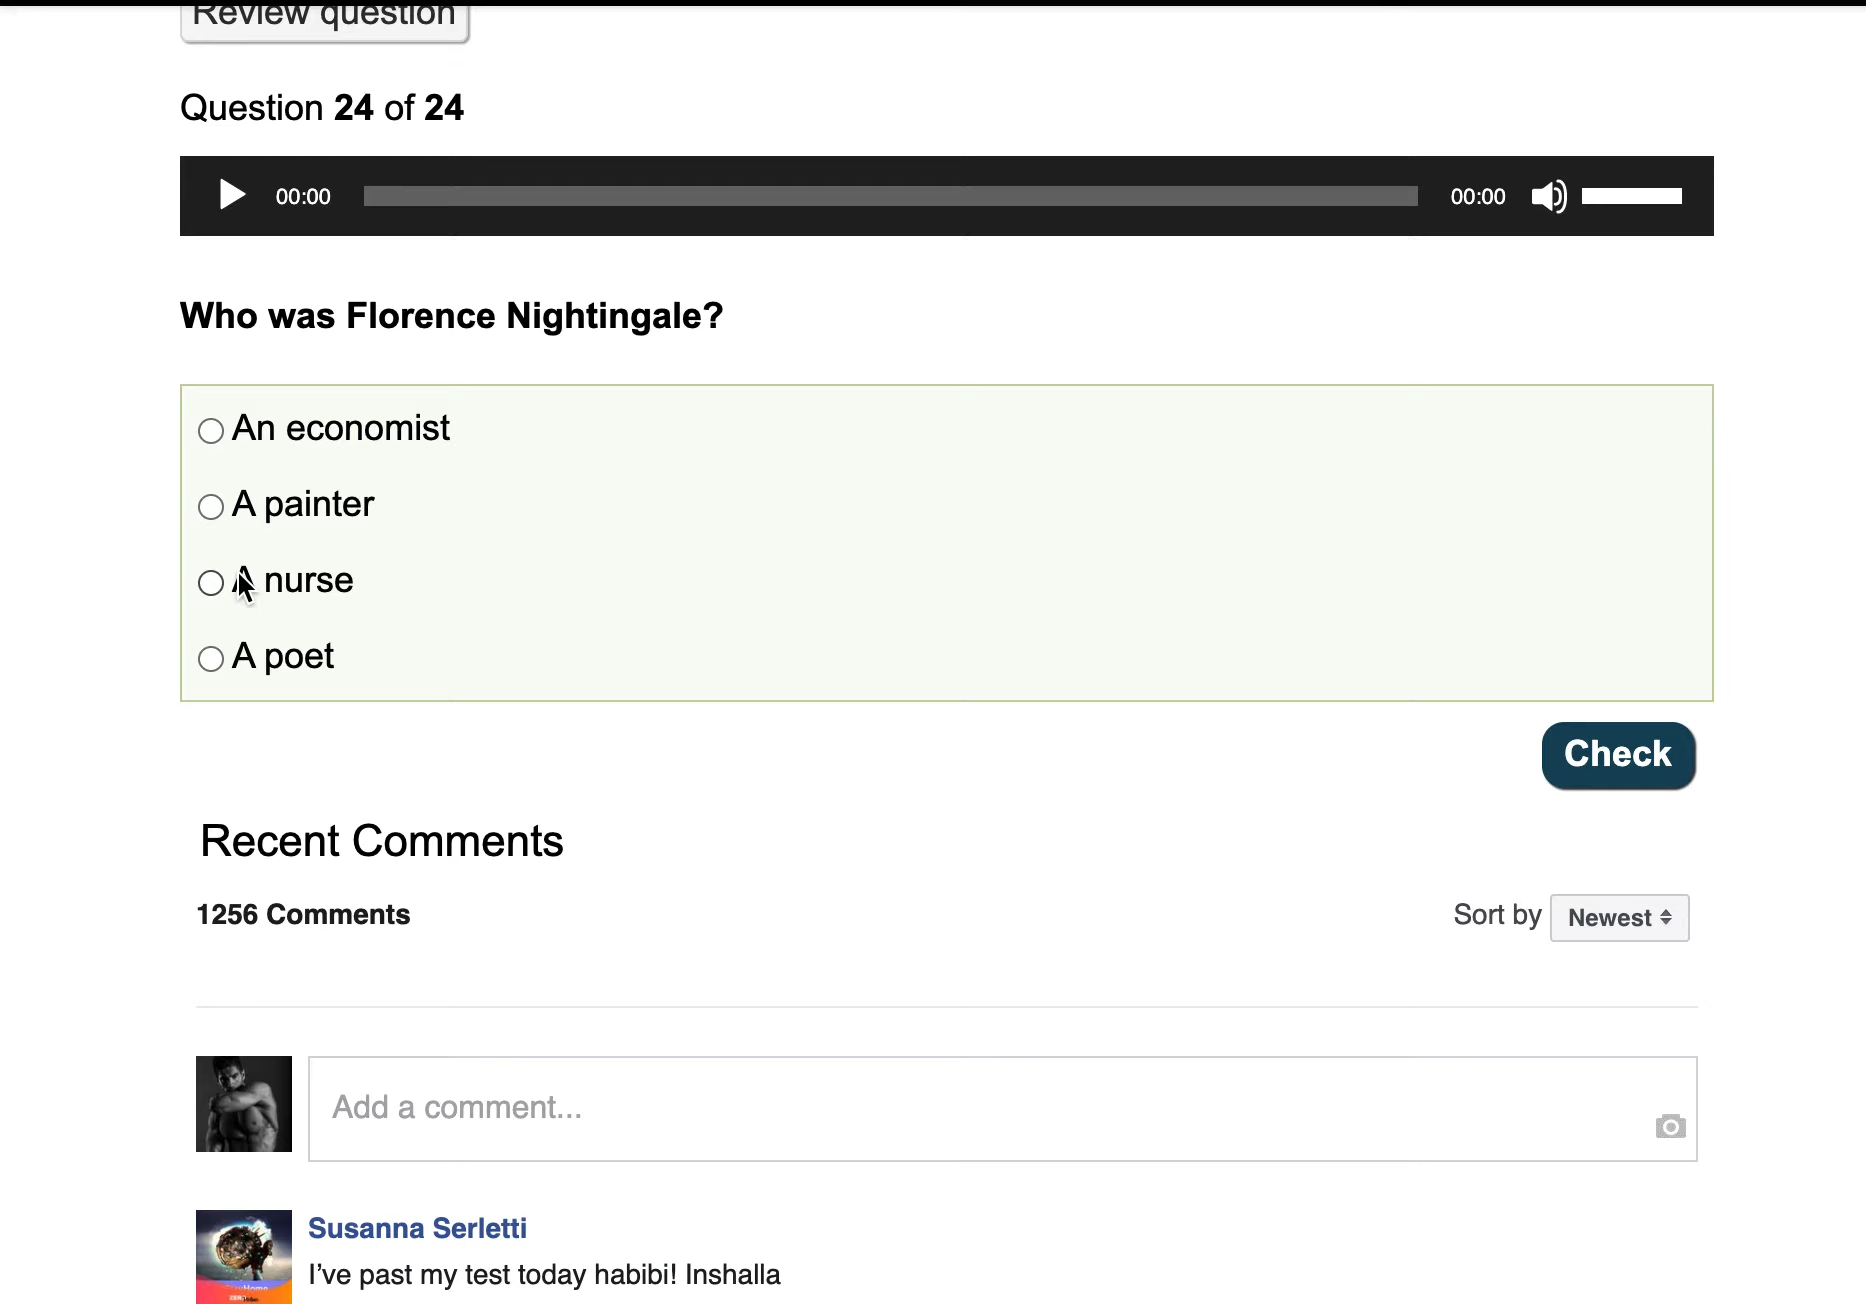 Review question
Question 24 of 24
00:00 00:00
Who was Florence Nightingale?
An economist
A painter
A nurse
A poet
Check
Recent Comments
1256 Comments
Sort by Newest
Add a comment...
Susanna Serletti
I've past my test today habibi! Inshalla